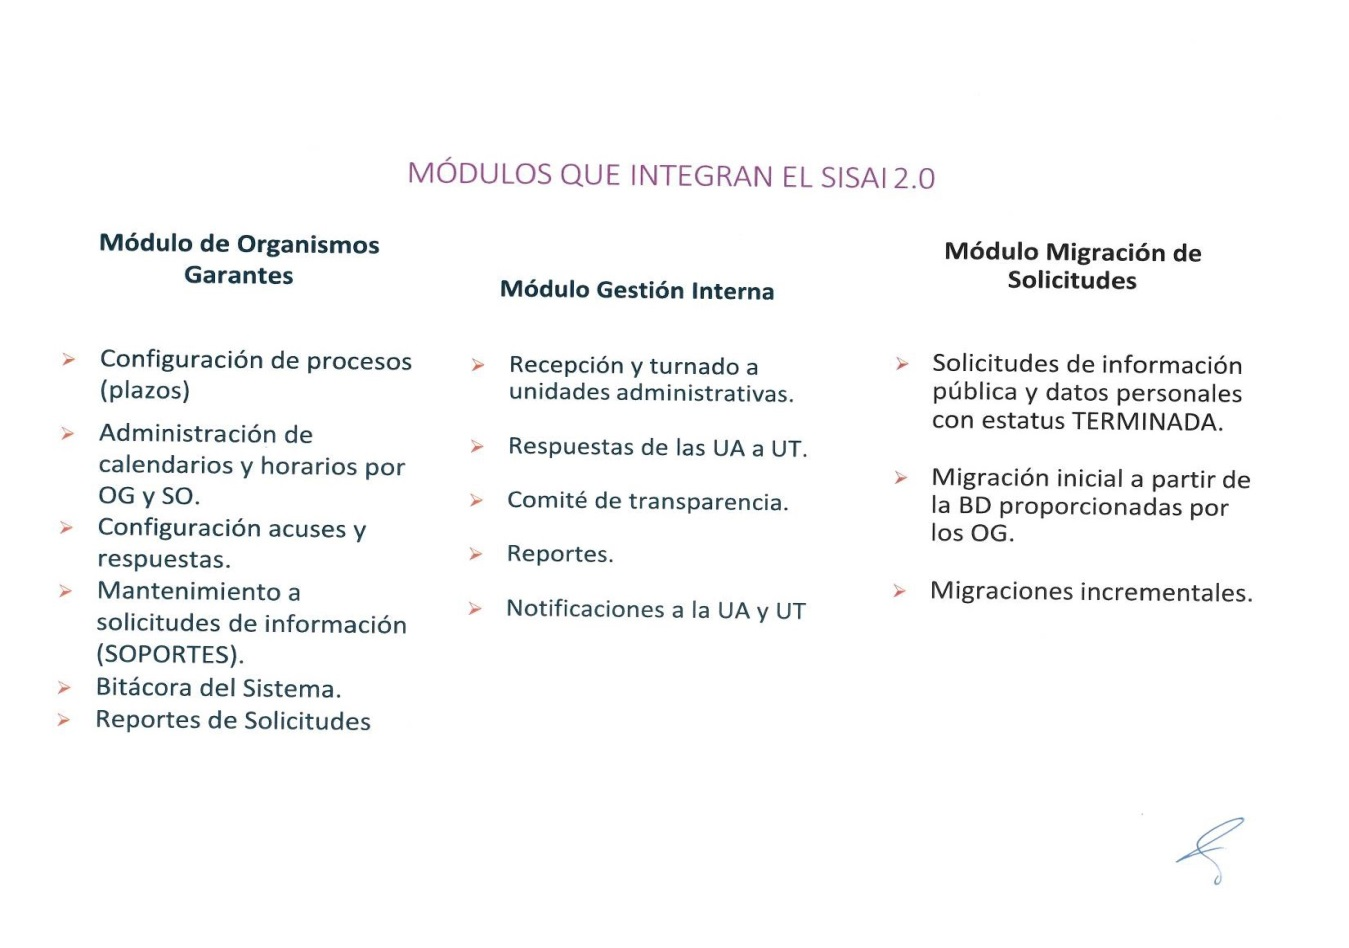 MÓDULOS QUE INTEGRAN EL SISAI 2.0
Módulo de Organismos
Garantes
Configuración de procesos
(plazos)
Administración de
calendarios y horarios por
OG y SO.
Configuración acuses y
respuestas.
Mantenimiento a
solicitudes de información
(SOPORTES).
Bitácora del Sistema.
Reportes de Solicitudes
Módulo Gestión Interna
Recepción y turnado a
unidades administrativas.
Respuestas de las UA a UT.
Comité de transparencia.
Reportes.
Notificaciones a la UA y UT
Módulo Migración de
Solicitudes
Solicitudes de información
pública y datos personales
con estatus TERMINADA.
Migración inicial a partir de
la BD proporcionadas por
los OG.
Migraciones incrementales.